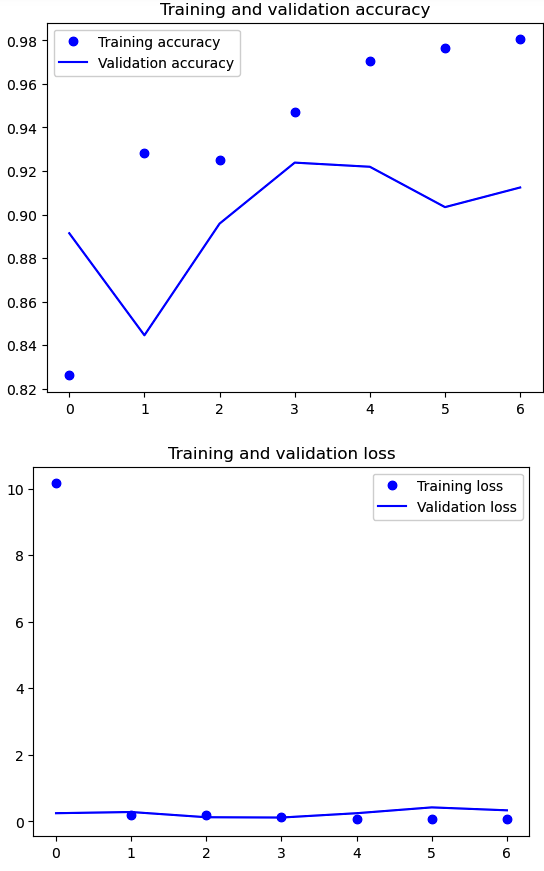 Training and validation accuracy
0.98
0.96
0.94
0.92
0.90
0.88
0.86
0.84
0.82
Training accuracy
Validation accuracy
0 1 2 3 4 5 6
Training and validation loss
10
8
6
4
2
0
Training loss
Validation loss
0 1 2 3 4 5 6